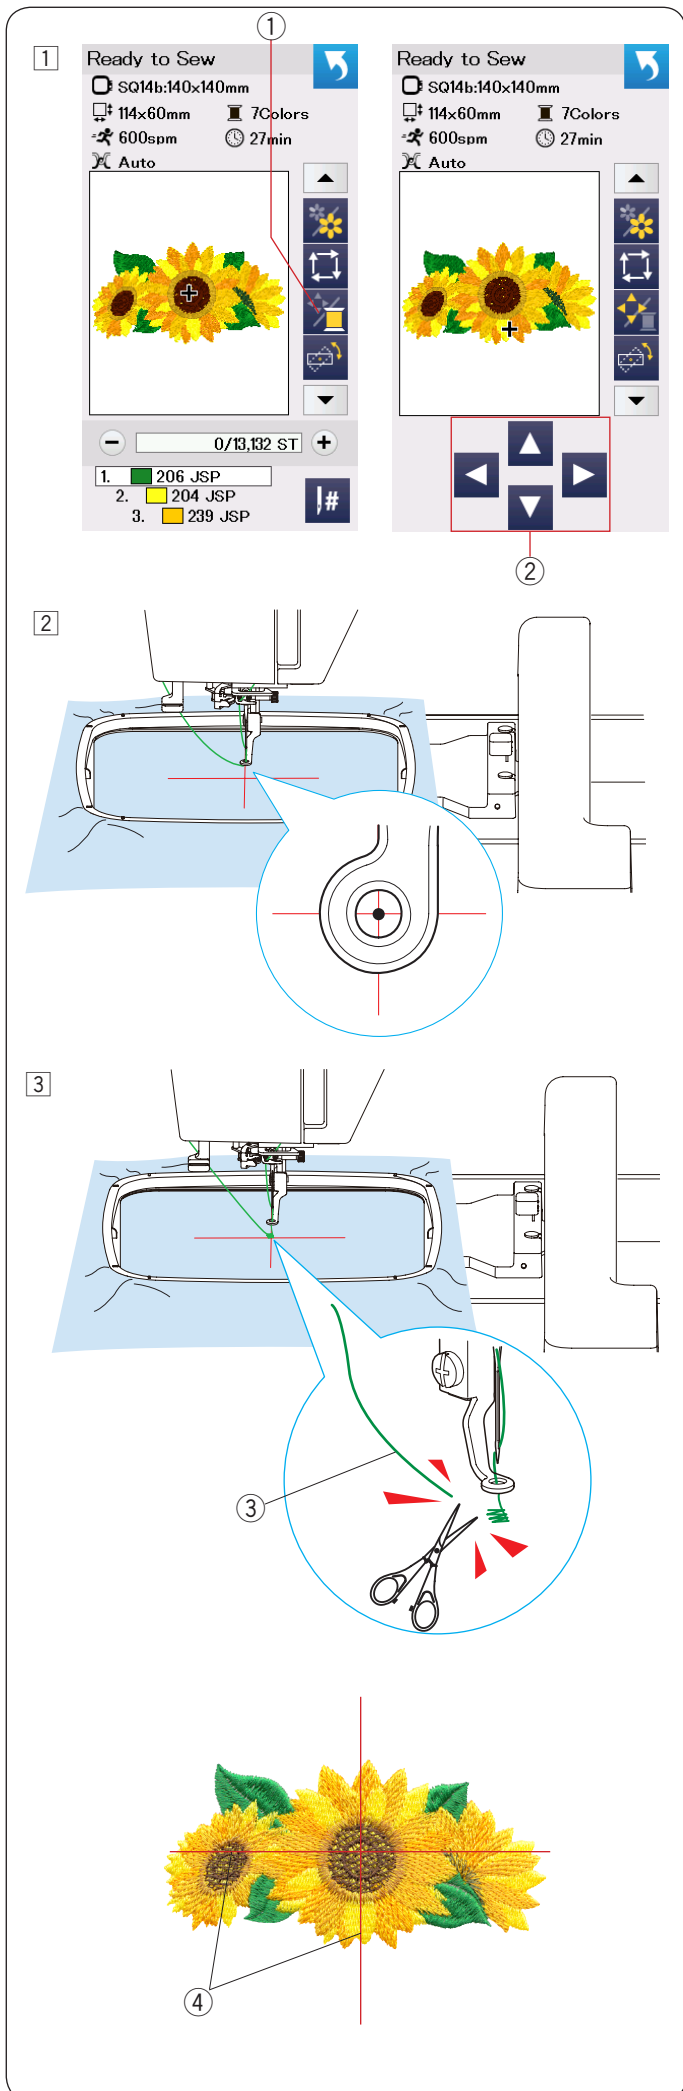 ①
1
Ready to Sew
SQ14b:140x140mm
114x60mm 7Colors
600spm 27min
Auto
0/13,132 ST
1. 206 JSP
2. 204 JSP
3. 239 JSP
#
Ready to Sew
SQ14b:140x140mm
114x60mm 7Colors
600spm 27min
Auto
②
2
3
③
④